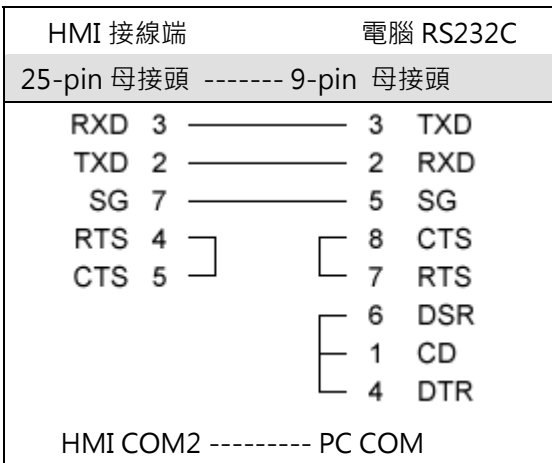 HMI 接線端 電腦 RS232C
25-pin 母接頭 ------- 9-pin 母接頭
RXD 3 3 TXD
TXD 2 2 RXD
SG 7 5 SG
RTS 4 8 CTS
CTS 5 7 RTS
6 DSR
1 CD
4 DTR
HMI COM2 --------- PC COM